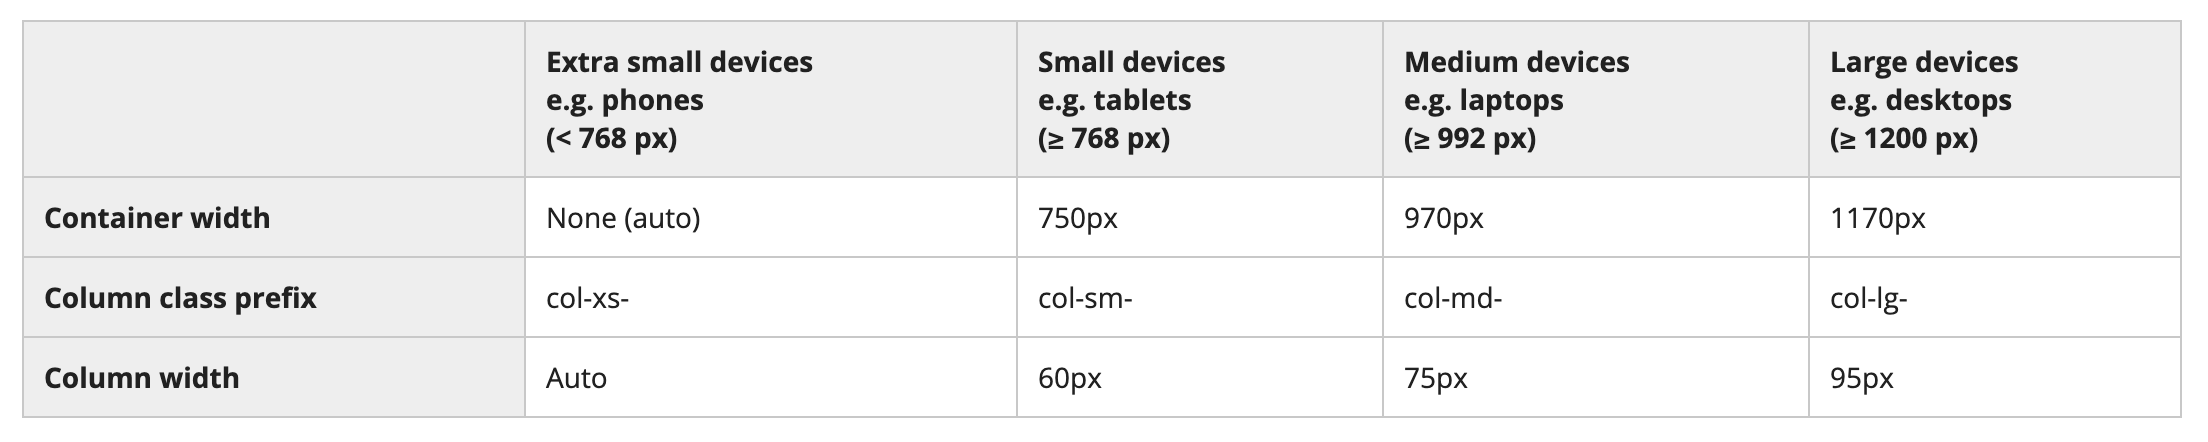 Extra small devices
e.g. phones
(< 768 px)
Small devices
e.g. tablets
(≥ 768 px)
Medium devices
e.g. laptops
(≥ 992 px)
Large devices
e.g. desktops
(≥ 1200 px)
Container width
None (auto)
750px
970px
1170px
Column class prefix
col-xs-
col-sm-
col-md-
col-lg-
Column width
Auto
60px
75px
95px